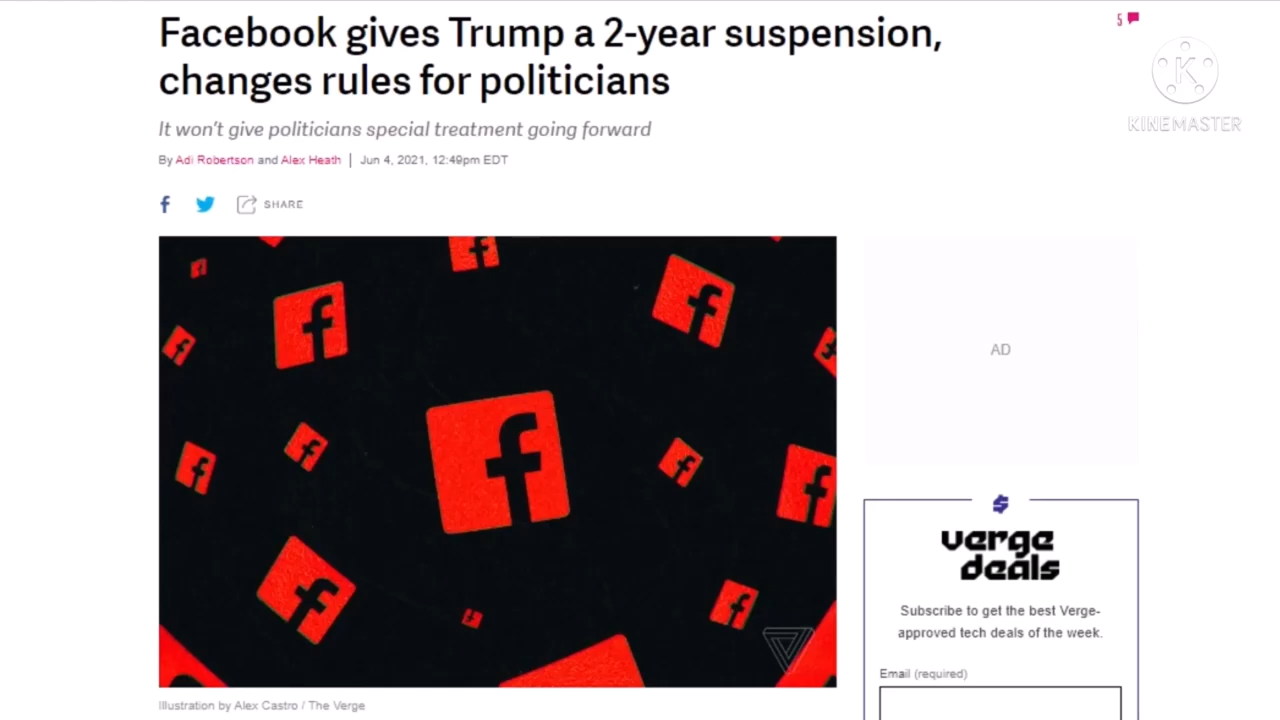 Facebook gives Trump a 2-year suspension,
changes rules for politicians
It won't give politicians special treatment going forward
By Adi Robertson and Alex Heath | Jun 4, 2021, 12:49pm EDT
SHARE
5
K
KINEMASTER
AD
verge
deals
Subscribe to get the best Verge-
approved tech deals of the week.
Email (required)
Illustration by Alex Castro / The Verge